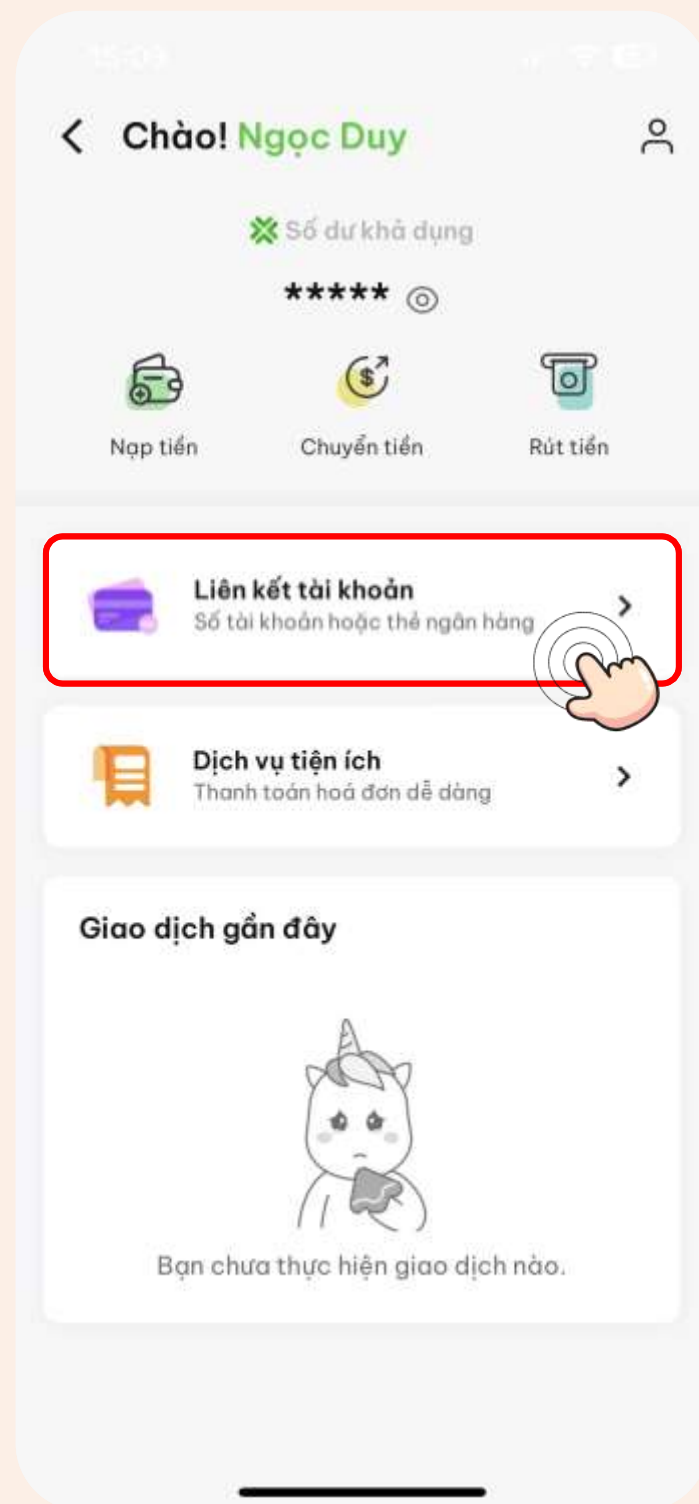 15:03
Chào! Ngọc Duy
Số dư khả dụng
*****
Nạp tiền
Chuyển tiền
Rút tiền
Liên kết tài khoản
Số tài khoản hoặc thẻ ngân hàng
Dịch vụ tiện ích
Thanh toán hoá đơn dễ dàng
Giao dịch gần đây
Bạn chưa thực hiện giao dịch nào.